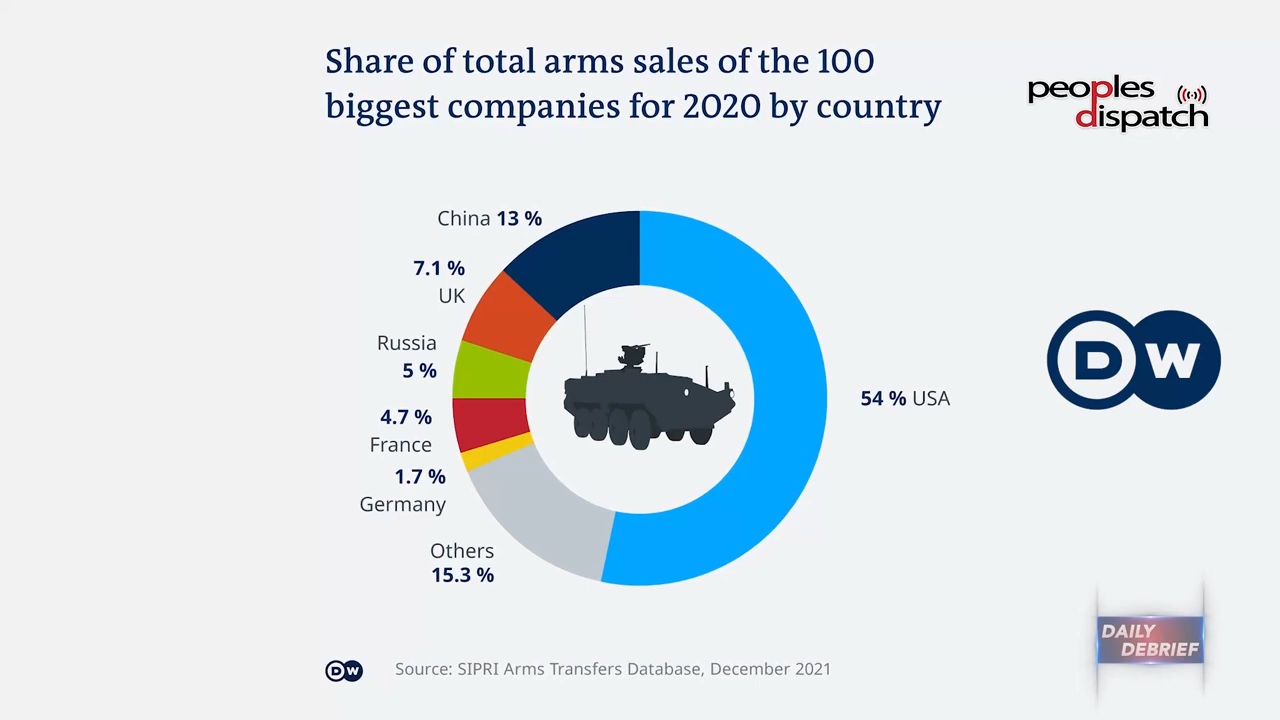 Share of total arms sales of the 100
biggest companies for 2020 by country
peoples
dispatch
China 13 %
7.1 %
UK
Russia
5 %
4.7 %
France
1.7 %
Germany
Others
15.3 %
54 % USA
DW
DAILY
DEBRIEF
DW
Source: SIPRI Arms Transfers Database, December 2021